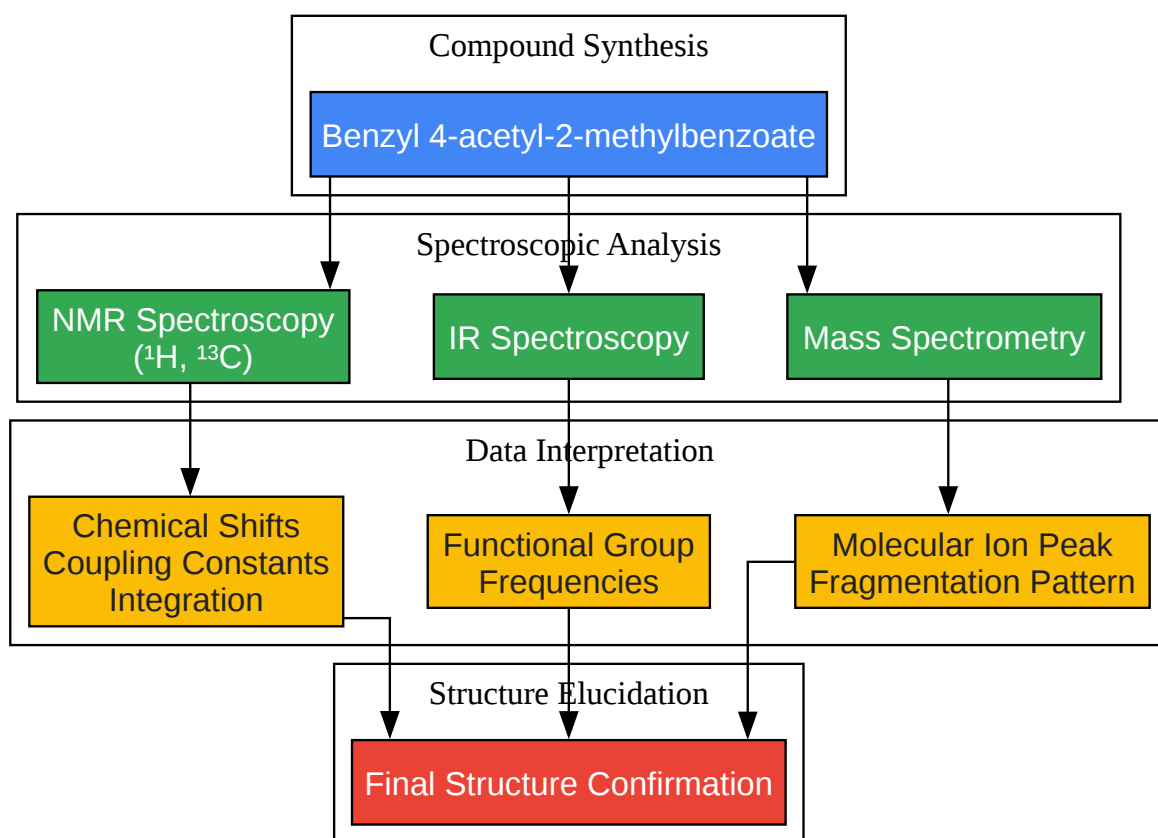 Compound Synthesis
Benzyl 4-acetyl-2-methylbenzoate
Spectroscopic Analysis
NMR Spectroscopy
(¹H, ¹³C)
IR Spectroscopy
Mass Spectrometry
Data Interpretation
Chemical Shifts
Coupling Constants
Integration
Functional Group
Frequencies
Molecular Ion Peak
Fragmentation Pattern
Structure Elucidation
Final Structure Confirmation